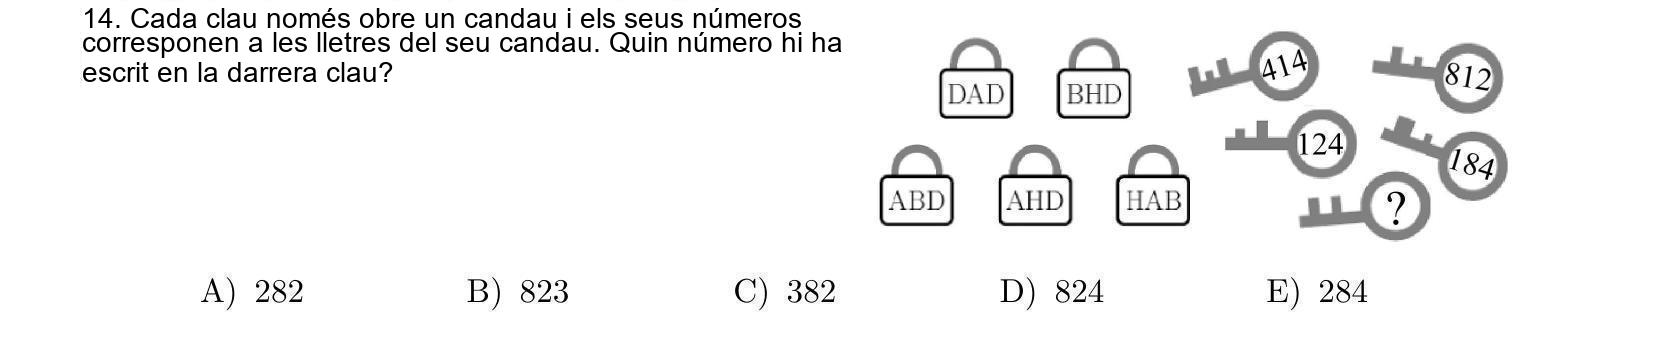 14. Cada clau només obre un candau i els seus números
corresponen a les lletres del seu candau. Quin número hi ha
escrit en la darrera clau?
DAD BHD
ABD AHD HAB
414 812
124 184
?
A) 282 B) 823 C) 382 D) 824 E) 284